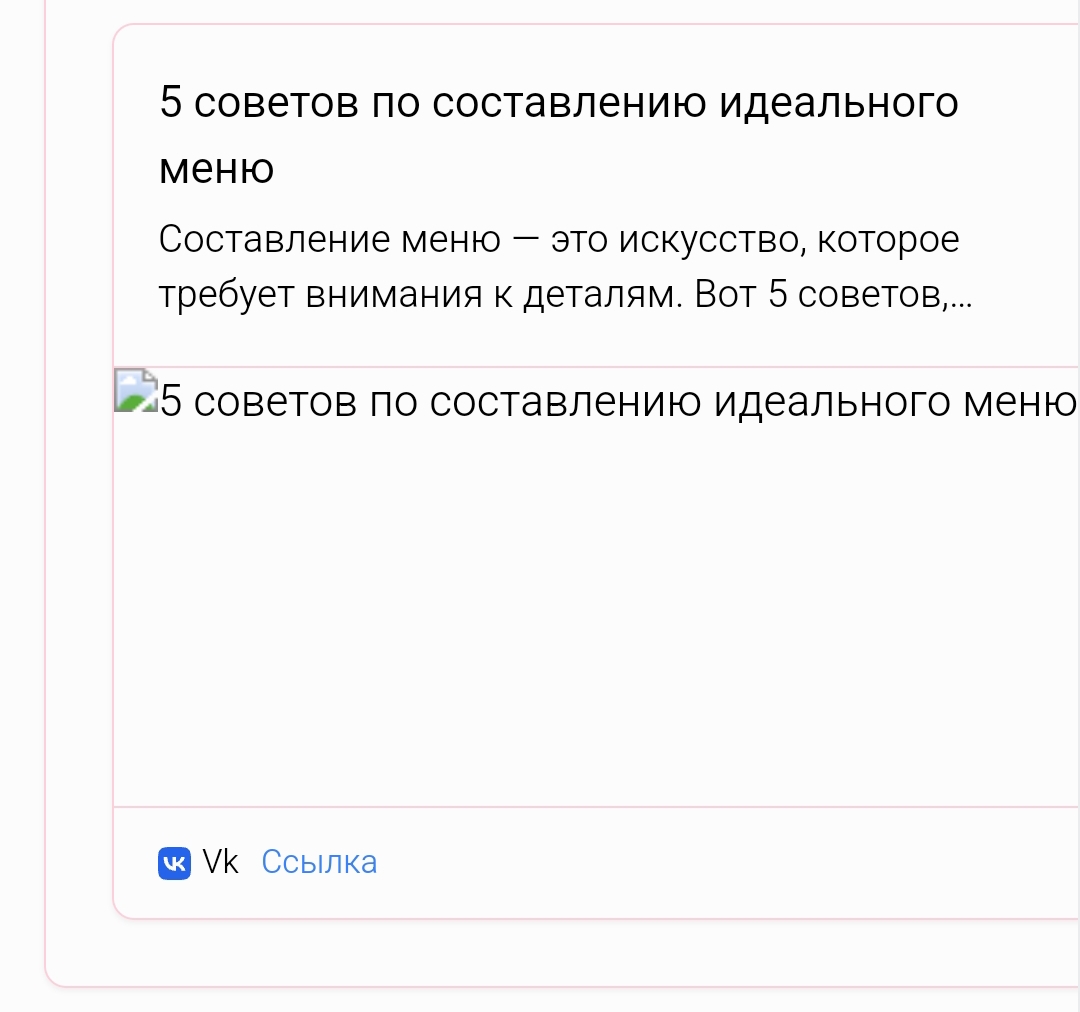 5 советов по составлению идеального
меню
Составление меню — это искусство, которое
требует внимания к деталям. Вот 5 советов,...
5 советов по составлению идеального меню
Vk Ссылка